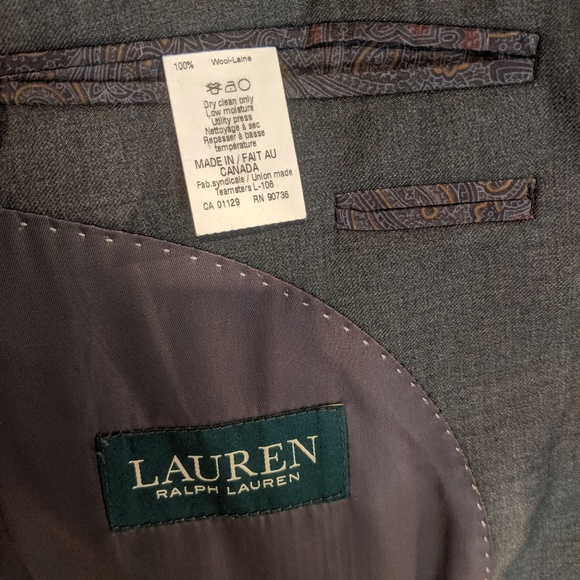 100% Wool-Laine
Dry clean only
Low moisture
Utility press
Nettoyage à sec
Repasser à basse
température
MADE IN / FAIT AU
CANADA
Fab.syndicale / Union made
Teamsters L-106
CA 01129 RN 90736
LAUREN
RALPH LAUREN